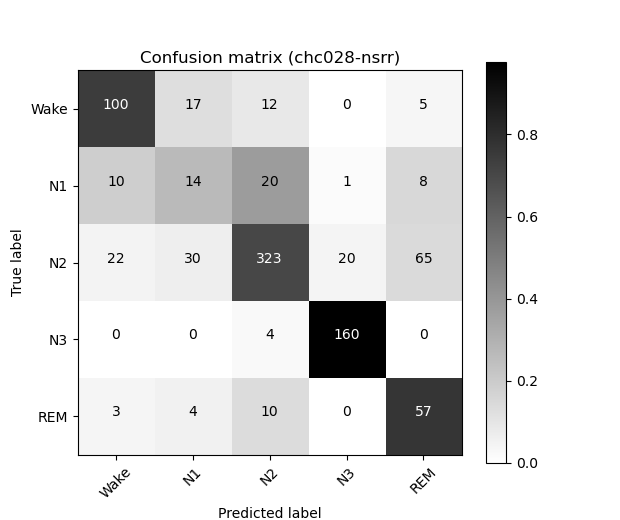 Confusion matrix (chc028-nsrr)
Wake 100 17 12 0 5
N1 10 14 20 1 8
N2 22 30 323 20 65
N3 0 0 4 160 0
REM 3 4 10 0 57
Wake N1 N2 N3 REM
True label
Predicted label
0.8
0.6
0.4
0.2
0.0